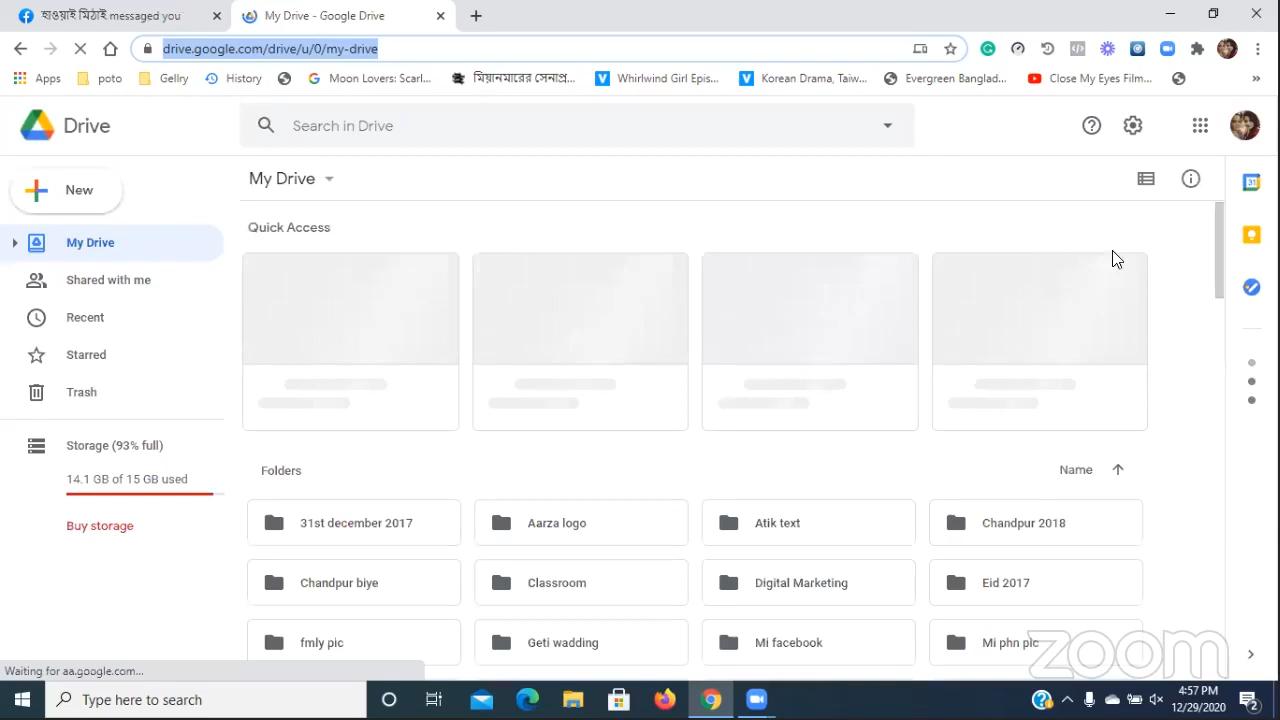 হাওয়াই মিঠাই messaged you
My Drive - Google Drive
drive.google.com/drive/u/0/my-drive
Apps
poto
Gellry
History
Moon Lovers: Scarl...
মিয়ানমারের সেনাপ্র...
Whirlwind Girl Epis...
Korean Drama, Taiw...
Evergreen Banglad...
Close My Eyes Film...
»
Drive
Search in Drive
New
My Drive
Quick Access
31
My Drive
Shared with me
Recent
Starred
Trash
Storage (93% full)
14.1 GB of 15 GB used
Buy storage
Folders
Name
31st december 2017
Aarza logo
Atik text
Chandpur 2018
Chandpur biye
Classroom
Digital Marketing
Eid 2017
fmly pic
Geti wadding
Mi facebook
Mi phn pic
zoom
Waiting for aa.google.com...
Type here to search
4:57 PM
12/29/2020
2